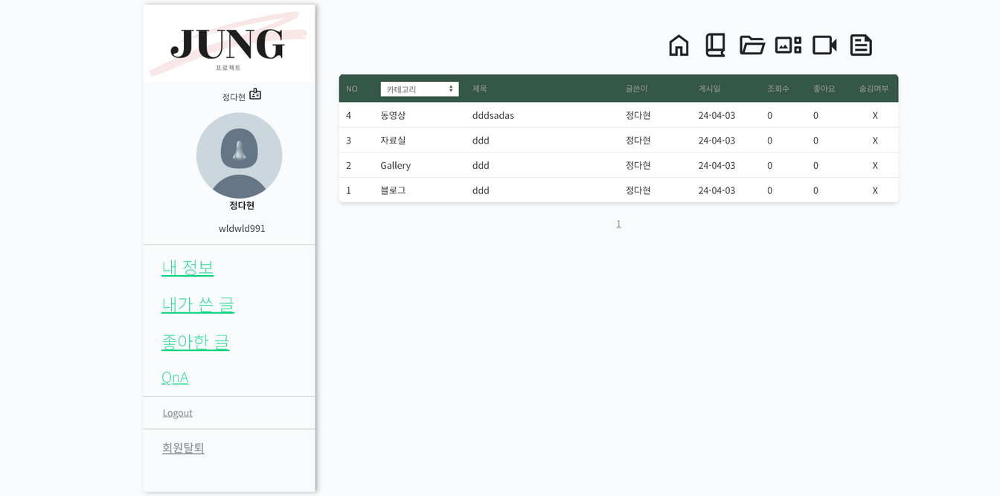 JUNG
프로젝트
정다현
정다현
wldwld991
내 정보
내가 쓴 글
좋아한 글
QnA
Logout
회원탈퇴
NO 카테고리 제목 글쓴이 게시일 조회수 좋아요 숨김여부
4 동영상 dddsadas 정다현 24-04-03 0 0 X
3 자료실 ddd 정다현 24-04-03 0 0 X
2 Gallery ddd 정다현 24-04-03 0 0 X
1 블로그 ddd 정다현 24-04-03 0 0 X
1